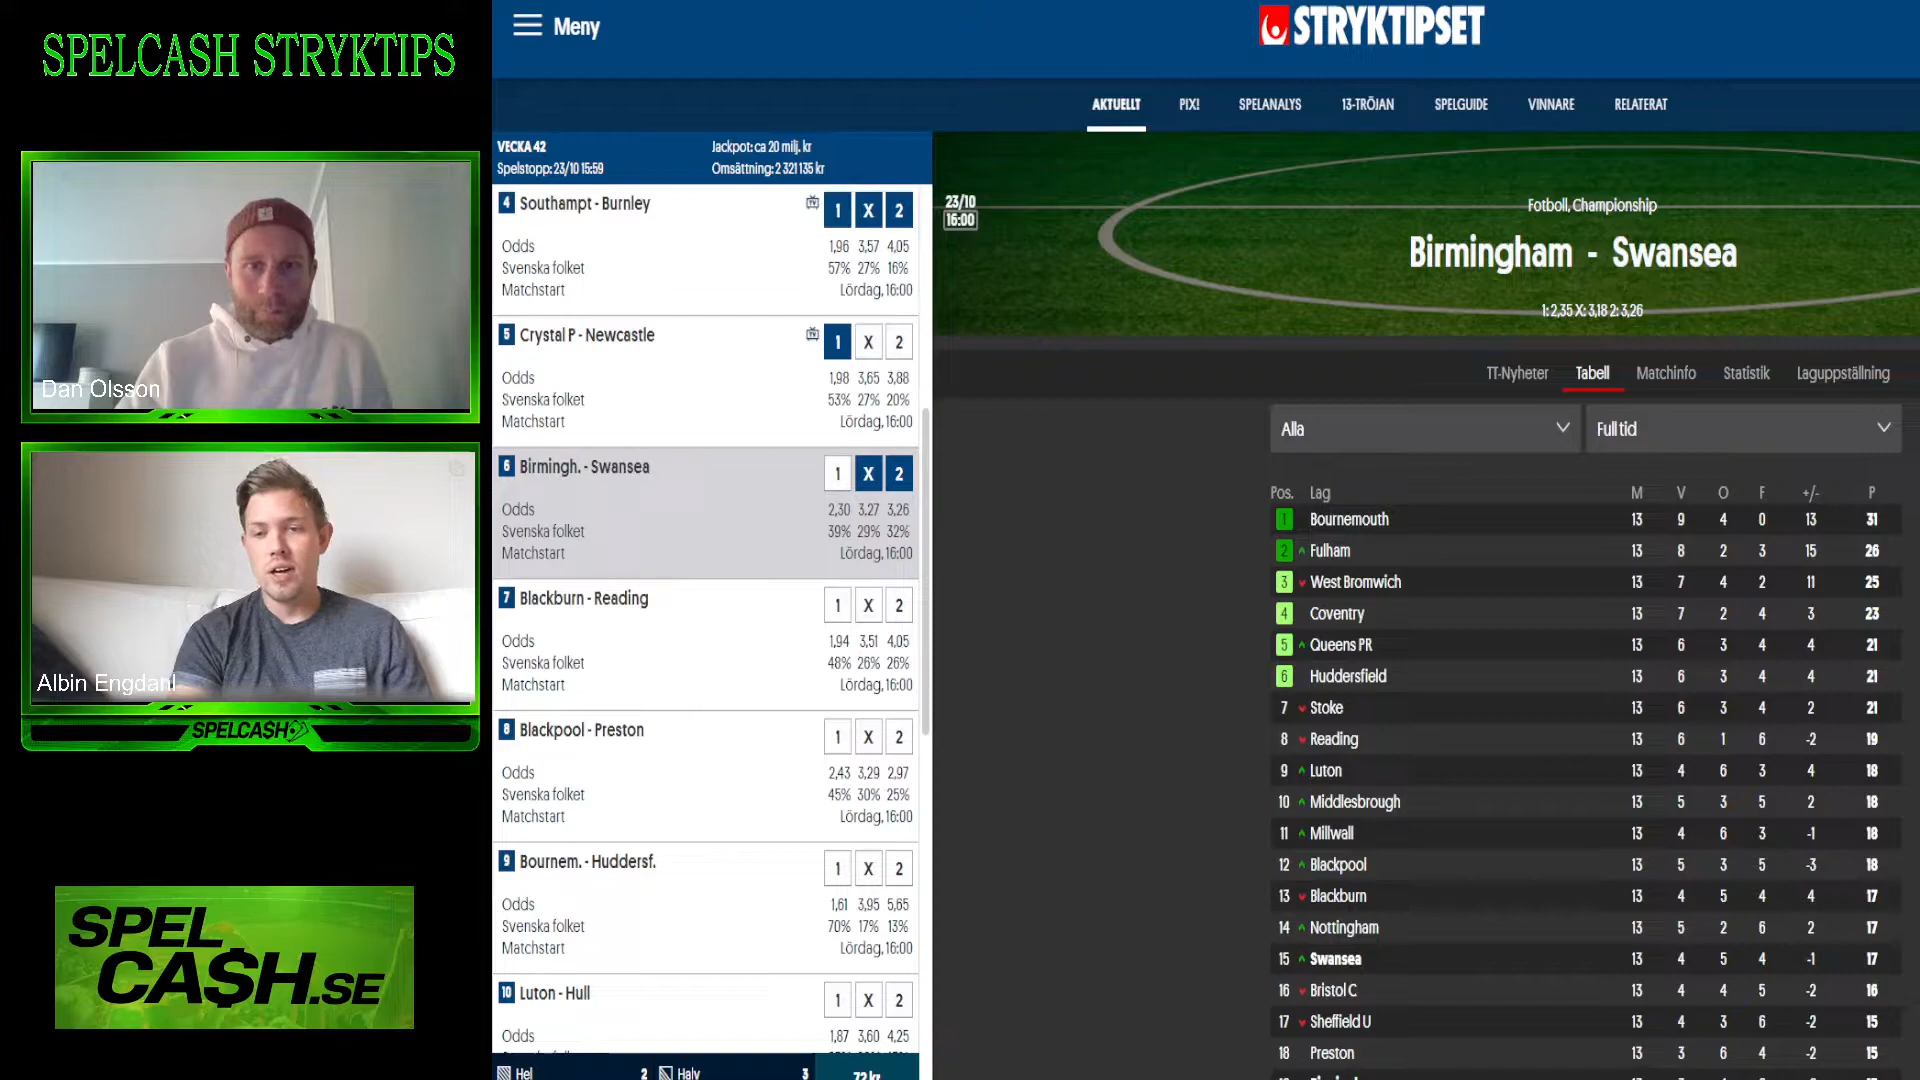 SPELCASH STRYKTIPS
Dan Olsson
Albin Engdahl
SPELCA$H
SPEL
CA$H.SE
Meny
STRYKTIPSET
AKTUELLT PIX! SPELANALYS 13-TRÖJAN SPELGUIDE VINNARE RELATERAT
VECKA 42 Jackpot: ca 20 milj. kr
Spelstopp: 23/10 15:59 Omsättning: 2 321 135 kr
4 Southampt - Burnley TV 1 X 2
Odds 1,96 3,57 4,05
Svenska folket 57% 27% 16%
Matchstart Lördag, 16:00
5 Crystal P - Newcastle TV 1 X 2
Odds 1,98 3,65 3,88
Svenska folket 53% 27% 20%
Matchstart Lördag, 16:00
6 Birmingh. - Swansea 1 X 2
Odds 2,30 3,27 3,26
Svenska folket 39% 29% 32%
Matchstart Lördag, 16:00
7 Blackburn - Reading 1 X 2
Odds 1,94 3,51 4,05
Svenska folket 48% 26% 26%
Matchstart Lördag, 16:00
8 Blackpool - Preston 1 X 2
Odds 2,43 3,29 2,97
Svenska folket 45% 30% 25%
Matchstart Lördag, 16:00
9 Bournem. - Huddersf. 1 X 2
Odds 1,61 3,95 5,65
Svenska folket 70% 17% 13%
Matchstart Lördag, 16:00
10 Luton - Hull 1 X 2
Odds 1,87 3,60 4,25
Hel 2 Halv 3 72 kr
23/10
16:00
Fotboll, Championship
Birmingham - Swansea
1: 2,35 X: 3,18 2: 3,26
TT-Nyheter Tabell Matchinfo Statistik Laguppställning
Alla Full tid
Pos. Lag M V O F +/- P
1 Bournemouth 13 9 4 0 13 31
2 Fulham 13 8 2 3 15 26
3 West Bromwich 13 7 4 2 11 25
4 Coventry 13 7 2 4 3 23
5 Queens PR 13 6 3 4 4 21
6 Huddersfield 13 6 3 4 4 21
7 Stoke 13 6 3 4 2 21
8 Reading 13 6 1 6 -2 19
9 Luton 13 4 6 3 4 18
10 Middlesbrough 13 5 3 5 2 18
11 Millwall 13 4 6 3 -1 18
12 Blackpool 13 5 3 5 -3 18
13 Blackburn 13 4 5 4 4 17
14 Nottingham 13 5 2 6 2 17
15 Swansea 13 4 5 4 -1 17
16 Bristol C 13 4 4 5 -2 16
17 Sheffield U 13 4 3 6 -2 15
18 Preston 13 3 6 4 -2 15